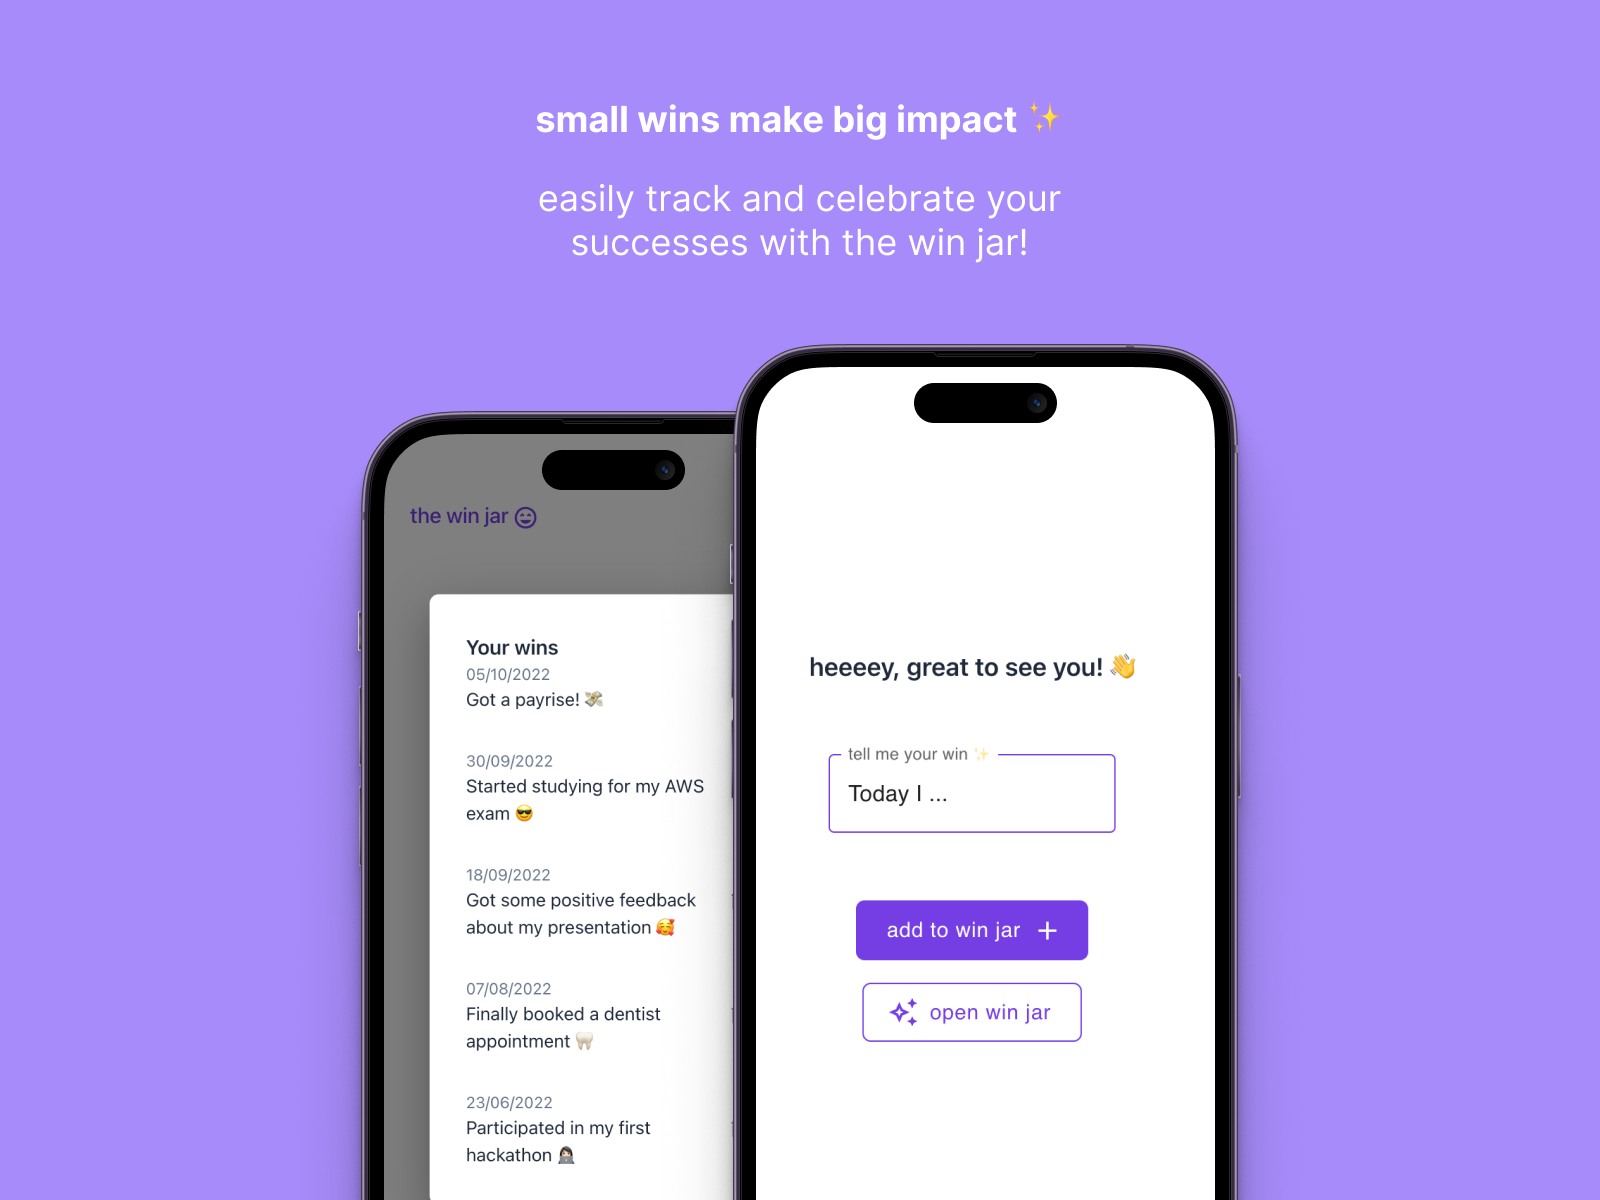 small wins make big impact ✨
easily track and celebrate your
successes with the win jar!
the win jar
Your wins
05/10/2022
Got a payrise! 💸
30/09/2022
Started studying for my AWS
exam 😎
18/09/2022
Got some positive feedback
about my presentation 🥰
07/08/2022
Finally booked a dentist
appointment 🦷
23/06/2022
Participated in my first
hackathon 👩🏻‍💻
heeeey, great to see you! 👋
tell me your win ✨
Today I ...
add to win jar +
open win jar